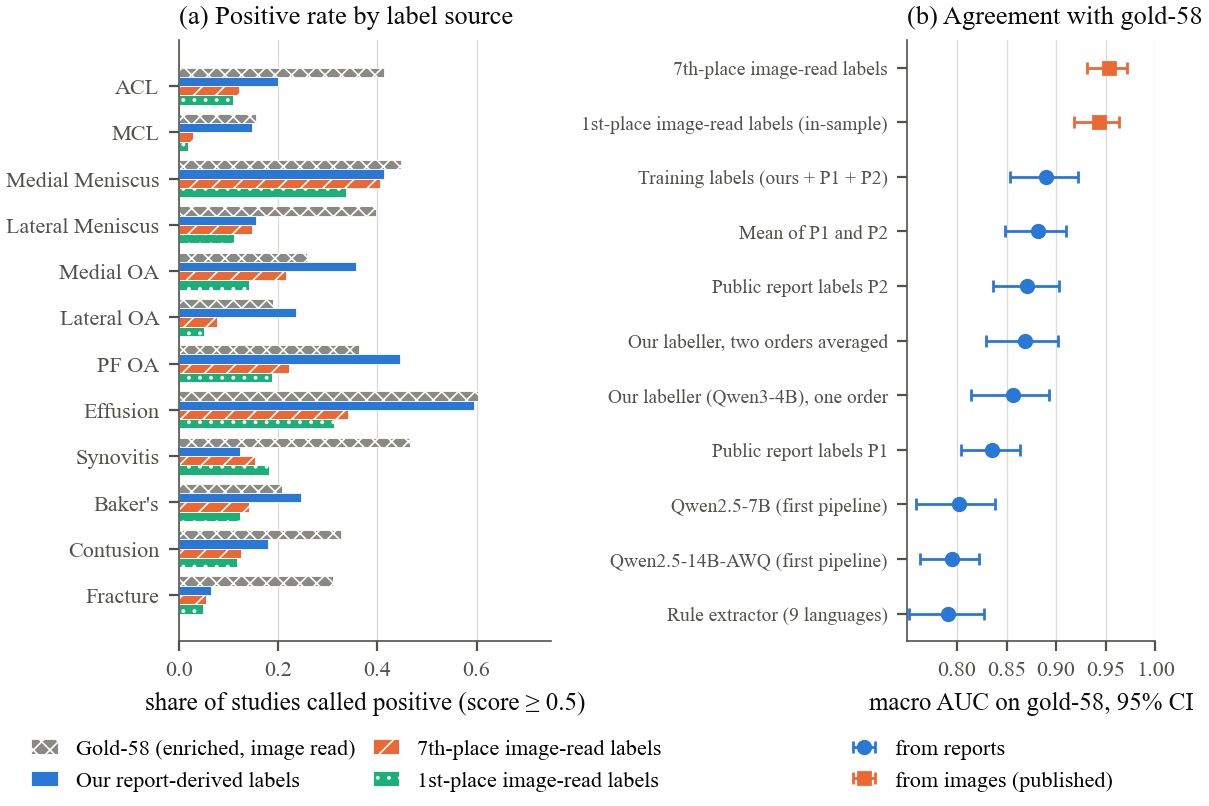 (a) Positive rate by label source
ACL
MCL
Medial Meniscus
Lateral Meniscus
Medial OA
Lateral OA
PF OA
Effusion
Synovitis
Baker's
Contusion
Fracture
0.0 0.2 0.4 0.6
share of studies called positive (score ≥ 0.5)
Gold-58 (enriched, image read)
Our report-derived labels
7th-place image-read labels
1st-place image-read labels
(b) Agreement with gold-58
7th-place image-read labels
1st-place image-read labels (in-sample)
Training labels (ours + P1 + P2)
Mean of P1 and P2
Public report labels P2
Our labeller, two orders averaged
Our labeller (Qwen3-4B), one order
Public report labels P1
Qwen2.5-7B (first pipeline)
Qwen2.5-14B-AWQ (first pipeline)
Rule extractor (9 languages)
0.80 0.85 0.90 0.95 1.00
macro AUC on gold-58, 95% CI
from reports
from images (published)